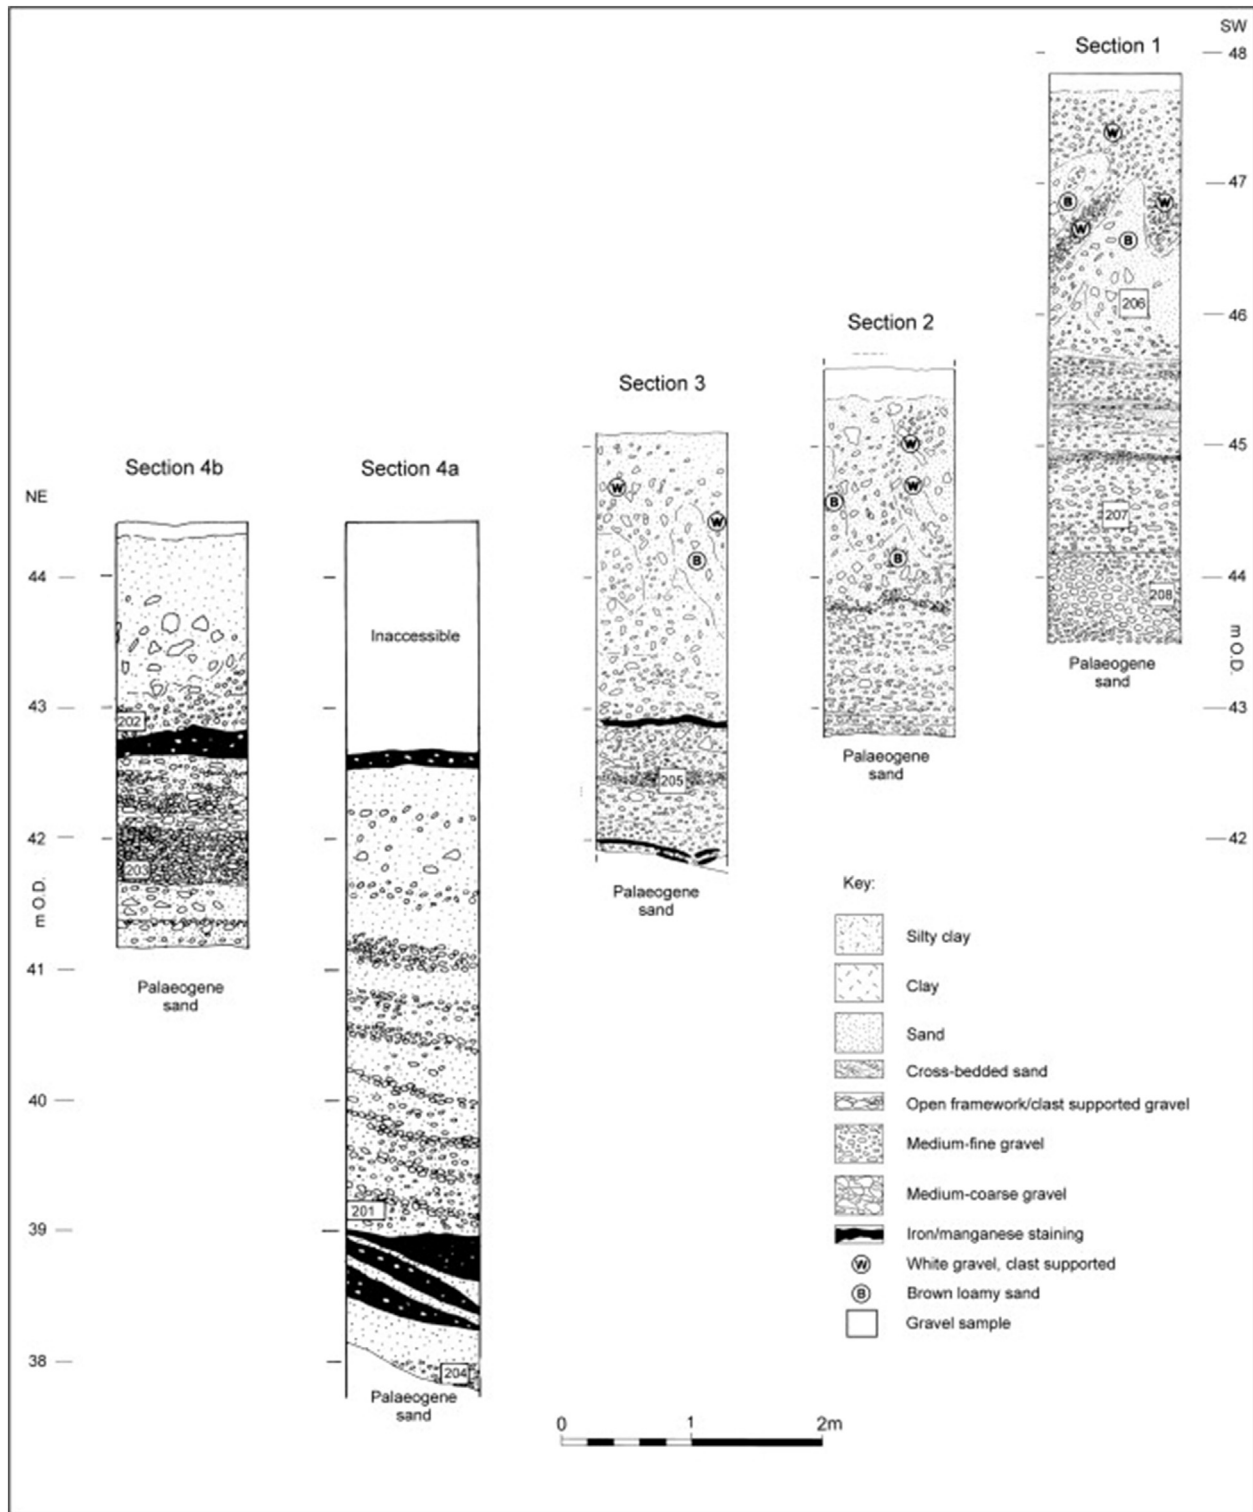 SW
Section 1
48
W
47
B
W
W
B
206
46
45
207
44
208
m O.D.
Palaeogene
sand
43
42
Section 2
W
W
B
B
Palaeogene
sand
Section 3
W
W
B
205
Palaeogene
sand
Section 4b
Section 4a
NE
44
Inaccessible
43
202
42
203
m O.D.
41
Palaeogene
sand
40
201
39
38
204
Palaeogene
sand
Key:
Silty clay
Clay
Sand
Cross-bedded sand
Open framework/clast supported gravel
Medium-fine gravel
Medium-coarse gravel
Iron/manganese staining
W White gravel, clast supported
B Brown loamy sand
Gravel sample
0 1 2m